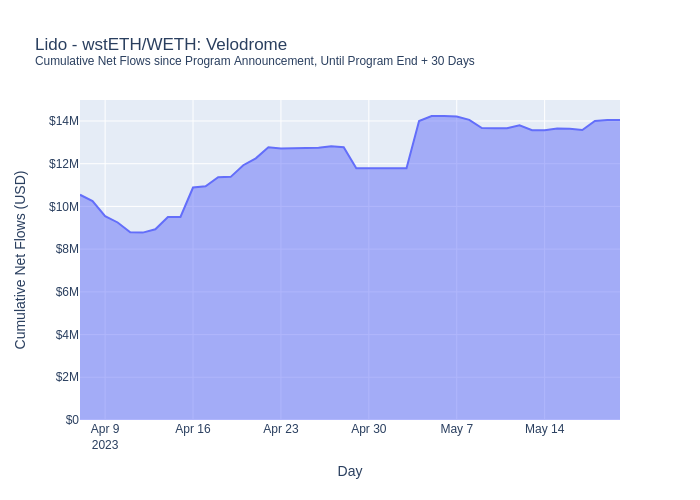 Lido - wstETH/WETH: Velodrome
Cumulative Net Flows since Program Announcement, Until Program End + 30 Days
Cumulative Net Flows (USD)
$14M
$12M
$10M
$8M
$6M
$4M
$2M
$0
Apr 9 Apr 16 Apr 23 Apr 30 May 7 May 14
2023
Day